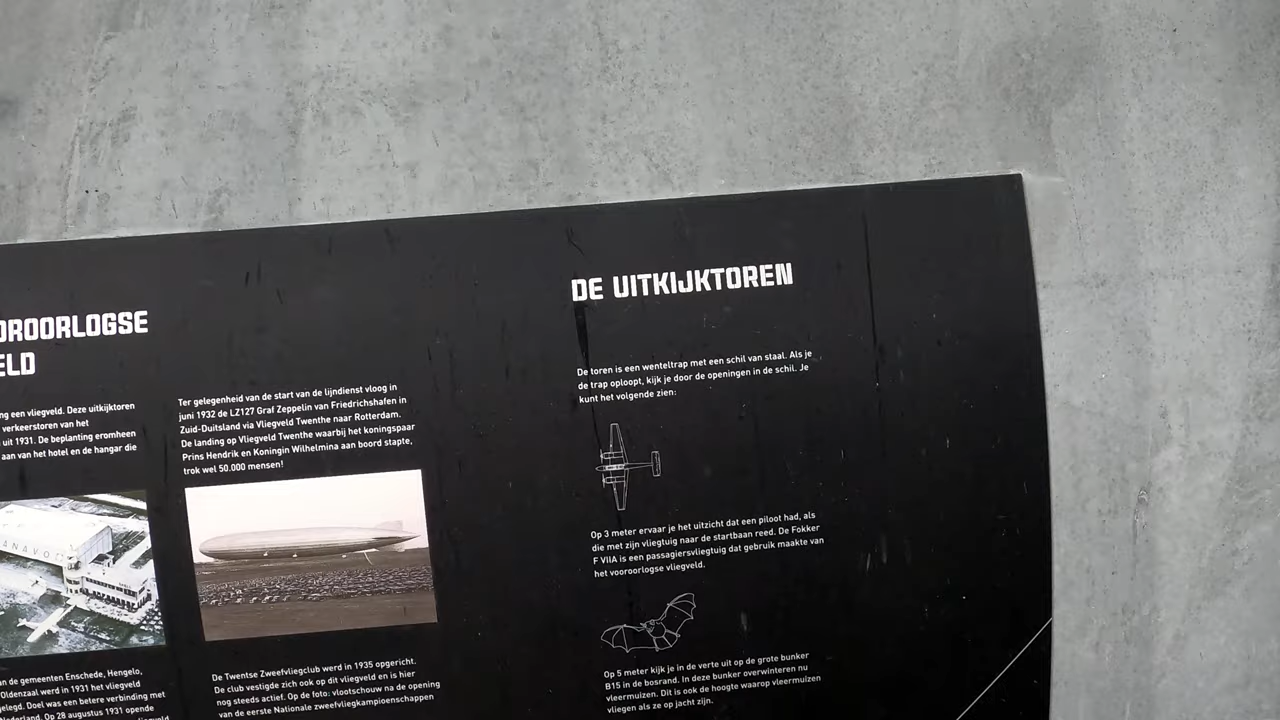 OROORLOGSE
ELD
ng een vliegveld. Deze uitkijktoren
verkeerstoren van het
uit 1931. De beplanting eromheen
aan van het hotel en de hangar die
an de gemeenten Enschede, Hengelo,
Oldenzaal werd in 1931 het vliegveld
gelegd. Doel was een betere verbinding met
Nederland. Op 28 augustus 1931 opende
Ter gelegenheid van de start van de lijndienst vloog in
juni 1932 de LZ127 Graf Zeppelin van Friedrichshafen in
Zuid-Duitsland via Vliegveld Twenthe naar Rotterdam.
De landing op Vliegveld Twenthe waarbij het koningspaar
Prins Hendrik en Koningin Wilhelmina aan boord stapte,
trok wel 50.000 mensen!
De Twentse Zweefvliegclub werd in 1935 opgericht.
De club vestigde zich ook op dit vliegveld en is hier
nog steeds actief. Op de foto: vlootschouw na de opening
van de eerste Nationale zweefvliegkampioenschappen
DE UITKIJKTOREN
De toren is een wenteltrap met een schil van staal. Als je
de trap oploopt, kijk je door de openingen in de schil. Je
kunt het volgende zien:
Op 3 meter ervaar je het uitzicht dat een piloot had, als
die met zijn vliegtuig naar de startbaan reed. De Fokker
F VIIA is een passagiersvliegtuig dat gebruik maakte van
het vooroorlogse vliegveld.
Op 5 meter kijk je in de verte uit op de grote bunker
B15 in de bosrand. In deze bunker overwinteren nu
vleermuizen. Dit is ook de hoogte waarop vleermuizen
vliegen als ze op jacht zijn.